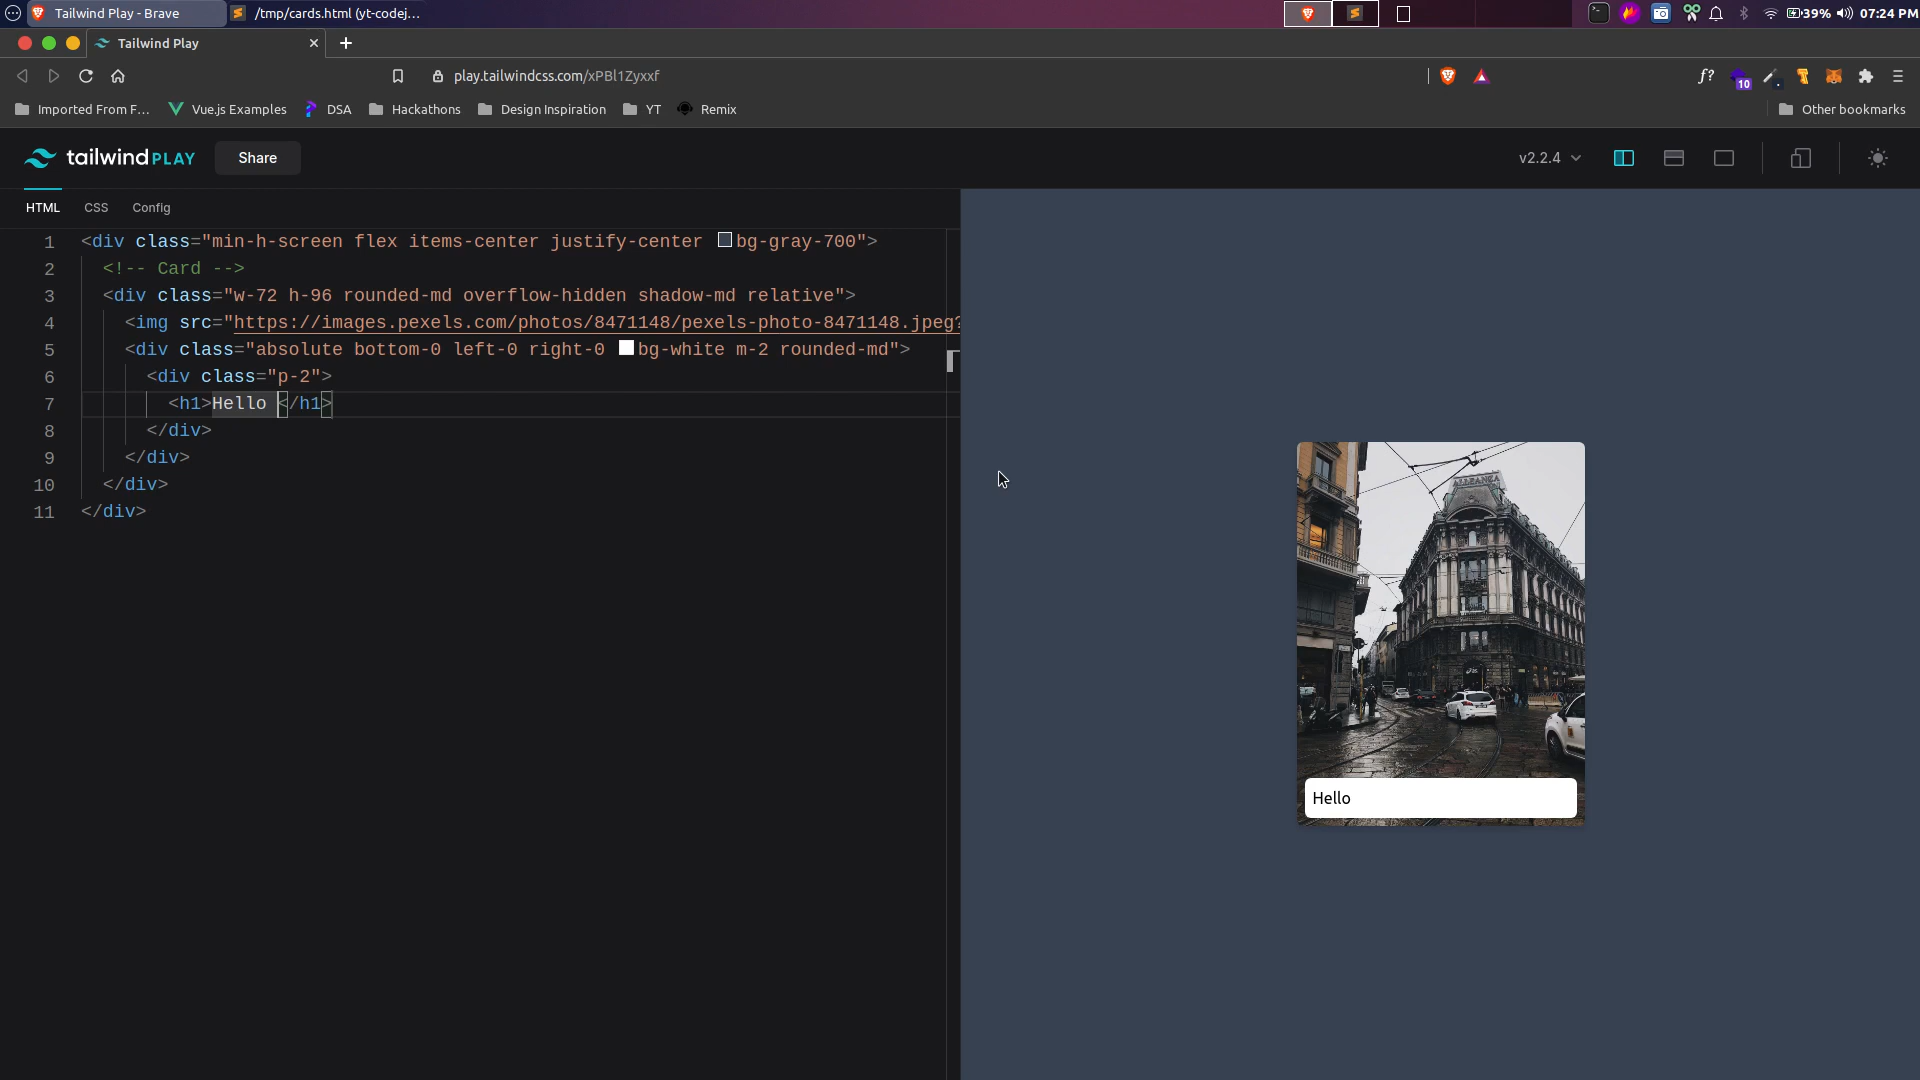 Tailwind Play - Brave
/tmp/cards.html (yt-codej...
39%
07:24 PM
Tailwind Play
play.tailwindcss.com/xPBl1Zyxxf
f?
10
Imported From F...
Vue.js Examples
DSA
Hackathons
Design Inspiration
YT
Remix
Other bookmarks
tailwind PLAY
Share
v2.2.4
HTML
CSS
Config
1 <div class="min-h-screen flex items-center justify-center bg-gray-700">
2 <!-- Card -->
3 <div class="w-72 h-96 rounded-md overflow-hidden shadow-md relative">
4 <img src="https://images.pexels.com/photos/8471148/pexels-photo-8471148.jpeg?
5 <div class="absolute bottom-0 left-0 right-0 bg-white m-2 rounded-md">
6 <div class="p-2">
7 <h1>Hello </h1>
8 </div>
9 </div>
10 </div>
11 </div>
ALLEANZA
Hello